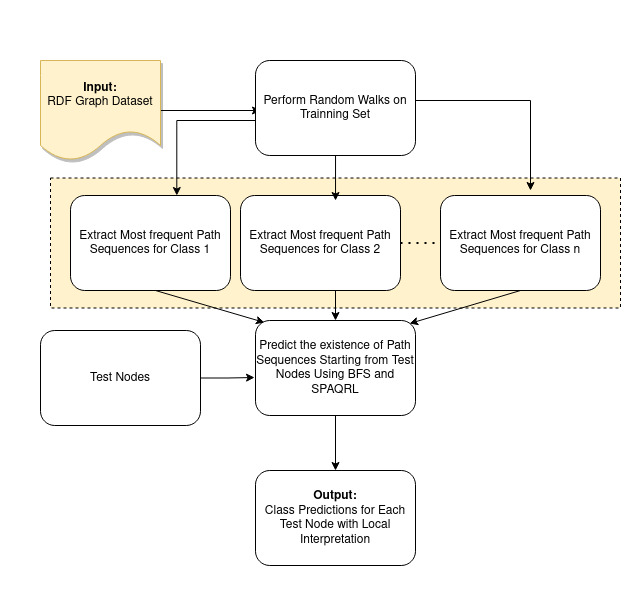 Input:
RDF Graph Dataset
Perform Random Walks on
Trainning Set
Extract Most frequent Path
Sequences for Class 1
Extract Most frequent Path
Sequences for Class 2
.....
Extract Most frequent Path
Sequences for Class n
Test Nodes
Predict the existence of Path
Sequences Starting from Test
Nodes Using BFS and
SPAQRL
Output:
Class Predictions for Each
Test Node with Local
Interpretation